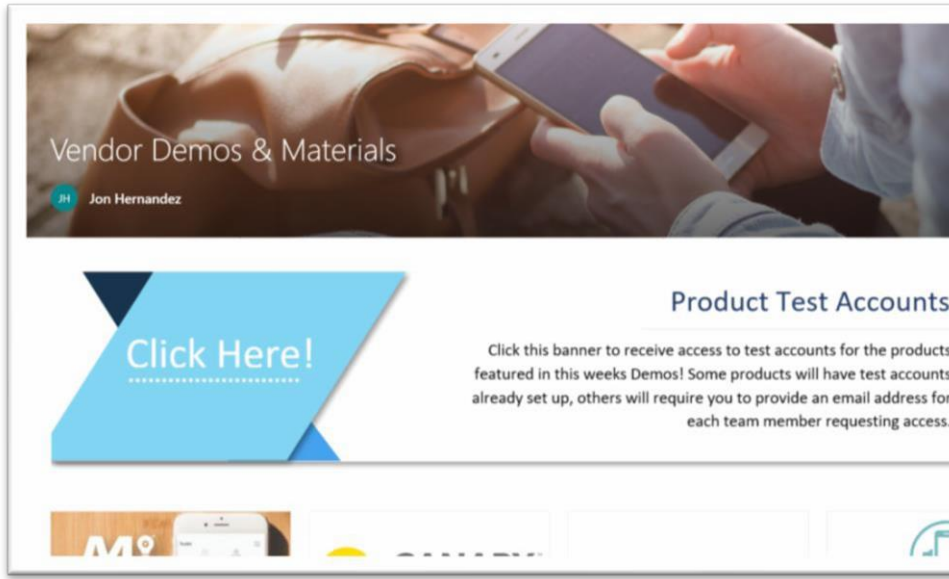 Vendor Demos & Materials
JH Jon Hernandez
Click Here!
Product Test Accounts
Click this banner to receive access to test accounts for the products
featured in this weeks Demos! Some products will have test accounts
already set up, others will require you to provide an email address for
each team member requesting access.
CANARY